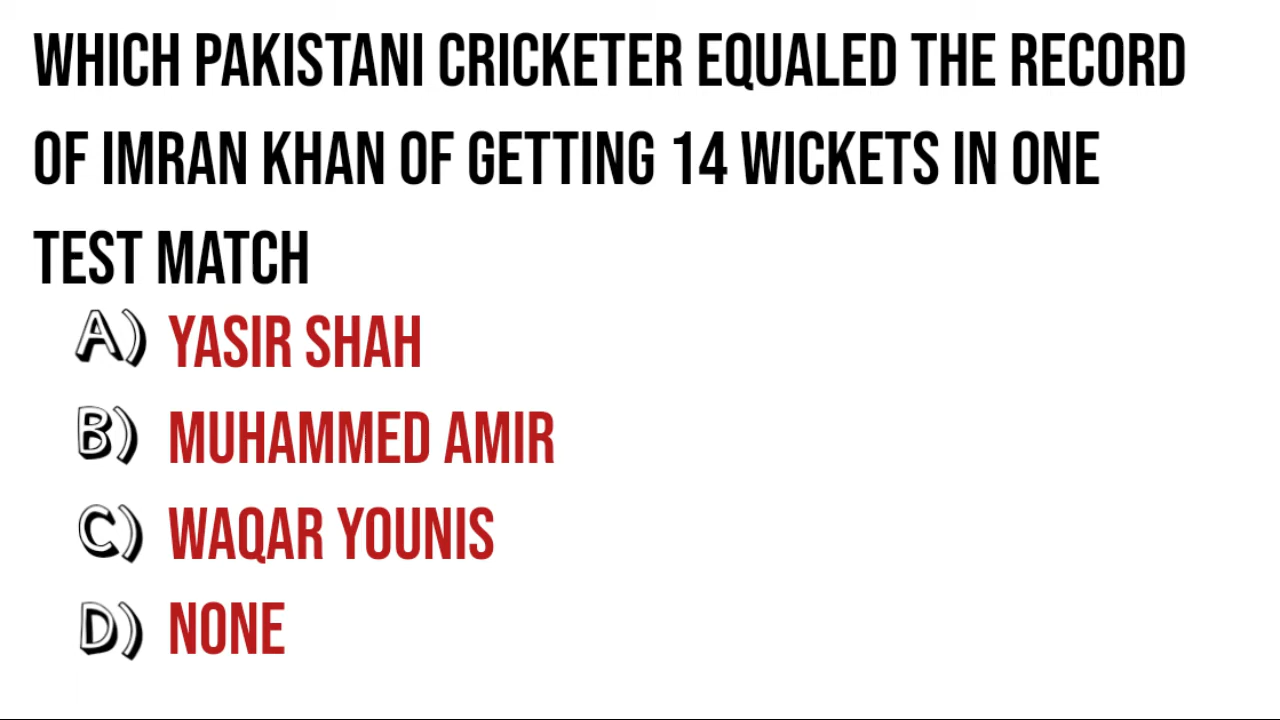 WHICH PAKISTANI CRICKETER EQUALED THE RECORD
OF IMRAN KHAN OF GETTING 14 WICKETS IN ONE
TEST MATCH
A) YASIR SHAH
B) MUHAMMED AMIR
C) WAQAR YOUNIS
D) NONE